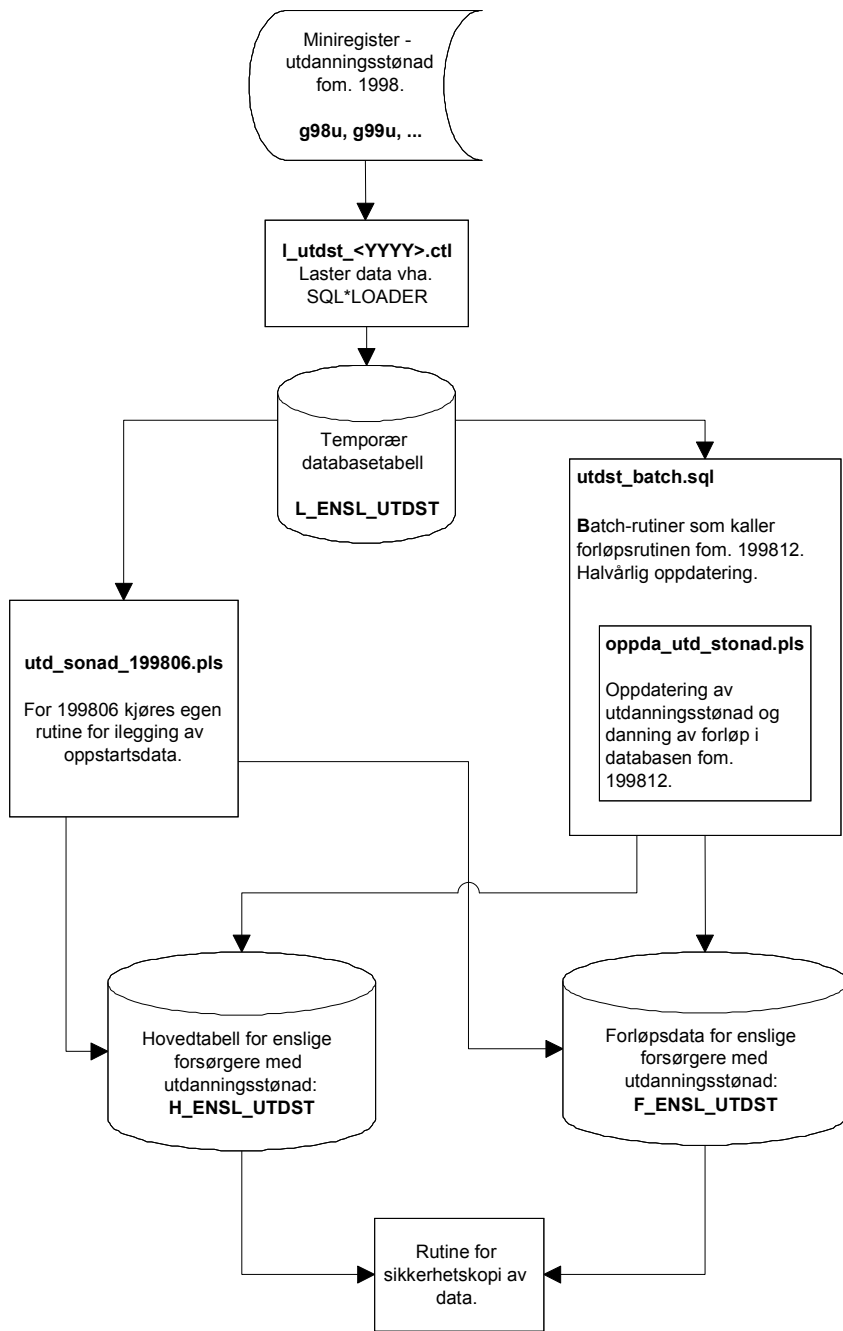 Miniregister -
utdanningsstønad
fom. 1998.
g98u, g99u, ...
l_utdst_<YYYY>.ctl
Laster data vha.
SQL*LOADER
Temporær
databasetabell
L_ENSL_UTDST
utd_sonad_199806.pls
For 199806 kjøres egen
rutine for ilegging av
oppstartsdata.
utdst_batch.sql
Batch-rutiner som kaller
forløpsrutinen fom. 199812.
Halvårlig oppdatering.
oppda_utd_stonad.pls
Oppdatering av
utdanningsstønad og
danning av forløp i
databasen fom.
199812.
Hovedtabell for enslige
forsørgere med
utdanningsstønad:
H_ENSL_UTDST
Forløpsdata for enslige
forsørgere med
utdanningsstønad:
F_ENSL_UTDST
Rutine for
sikkerhetskopi av
data.